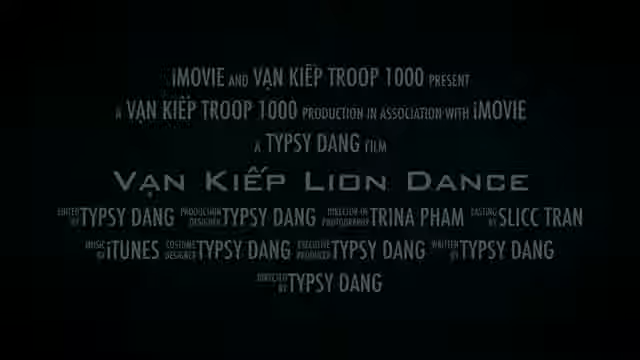 iMOVIE AND VẠN KIẾP TROOP 1000 PRESENT
A VẠN KIẾP TROOP 1000 PRODUCTION IN ASSOCIATION WITH iMOVIE
A TYPSY DANG FILM
VẠN KIẾP LION DANCE
EDITED BY TYPSY DANG PRODUCTION DESIGNER TYPSY DANG DIRECTOR OF PHOTOGRAPHY TRINA PHAM CASTING BY SLICC TRAN
MUSIC BY iTUNES COSTUME DESIGNER TYPSY DANG EXECUTIVE PRODUCER TYPSY DANG WRITTEN BY TYPSY DANG
DIRECTED BY TYPSY DANG